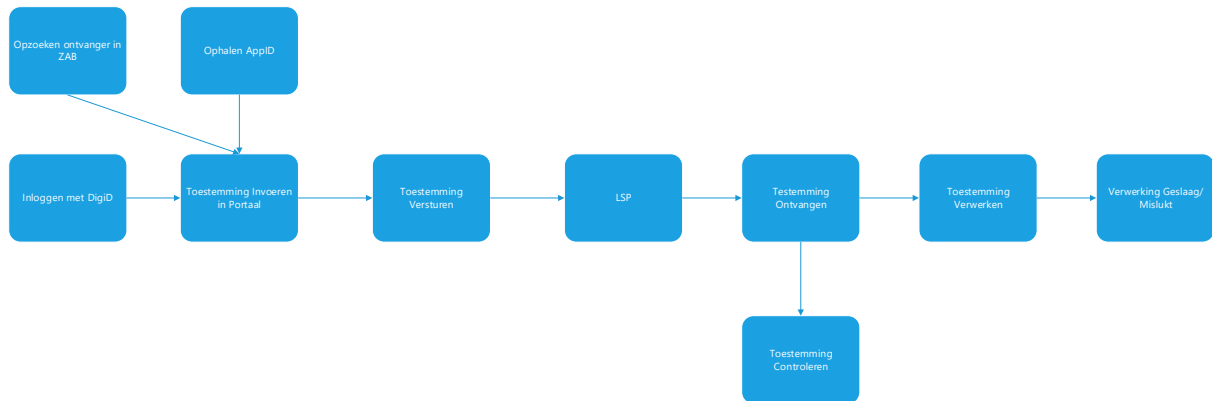 Opzoeken ontvanger in
ZAB
Ophalen AppID
Inloggen met DigiD
Toestemming Invoeren
in Portaal
Toestemming
Versturen
LSP
Testemming
Ontvangen
Toestemming
Verwerken
Verwerking Geslaag/
Mislukt
Toestemming
Controleren